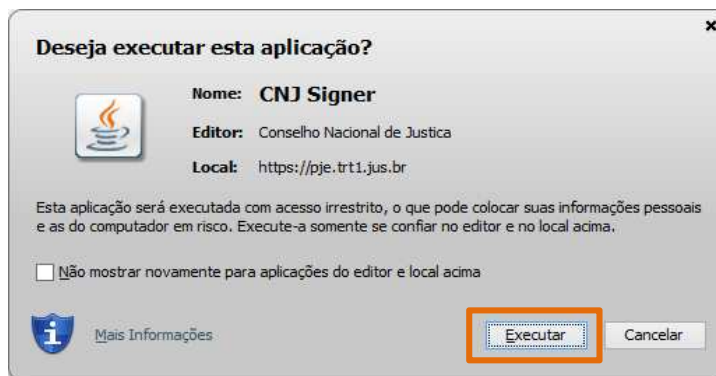 Deseja executar esta aplicação?
Nome: CNJ Signer
Editor: Conselho Nacional de Justica
Local: https://pje.trt1.jus.br
Esta aplicação será executada com acesso irrestrito, o que pode colocar suas informações pessoais
e as do computador em risco. Execute-a somente se confiar no editor e no local acima.
Não mostrar novamente para aplicações do editor e local acima
Mais Informações
Executar
Cancelar